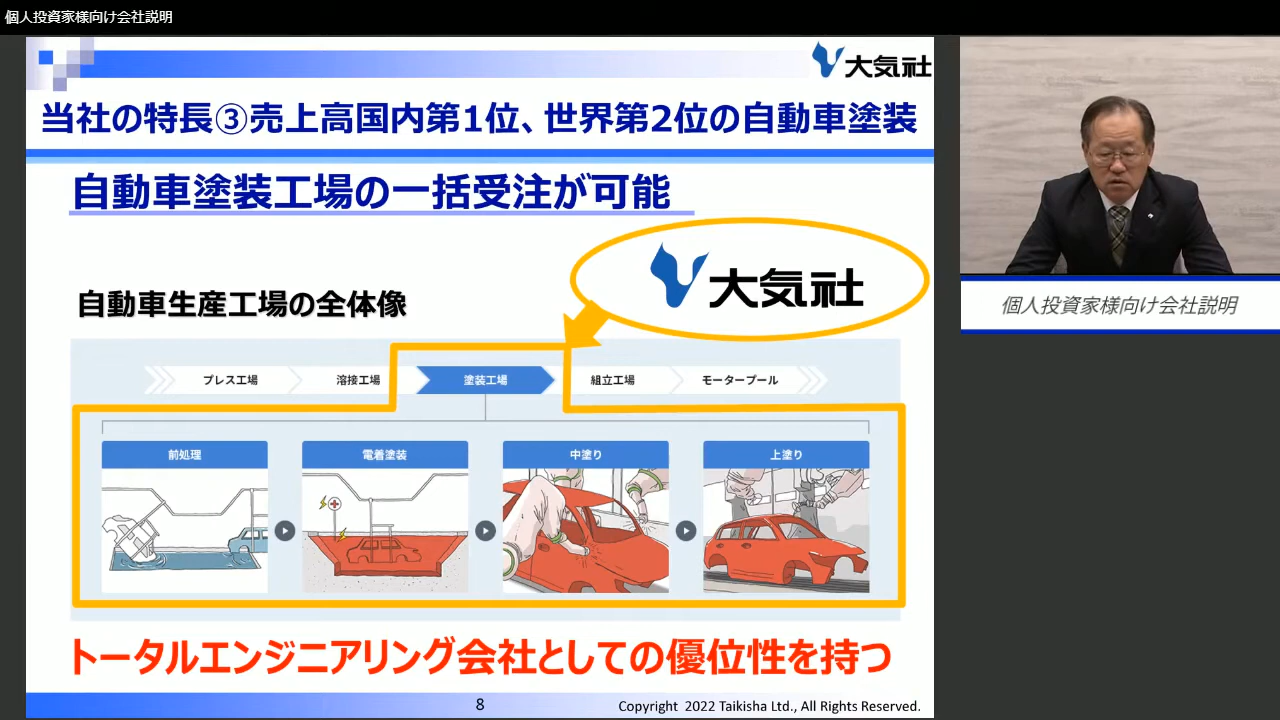 個人投資家様向け会社説明
大気社
当社の特長③売上高国内第1位、世界第2位の自動車塗装
自動車塗装工場の一括受注が可能
大気社
自動車生産工場の全体像
プレス工場
溶接工場
塗装工場
組立工場
モータープール
前処理
電着塗装
中塗り
上塗り
トータルエンジニアリング会社としての優位性を持つ
8
Copyright 2022 Taikisha Ltd., All Rights Reserved.
個人投資家様向け会社説明